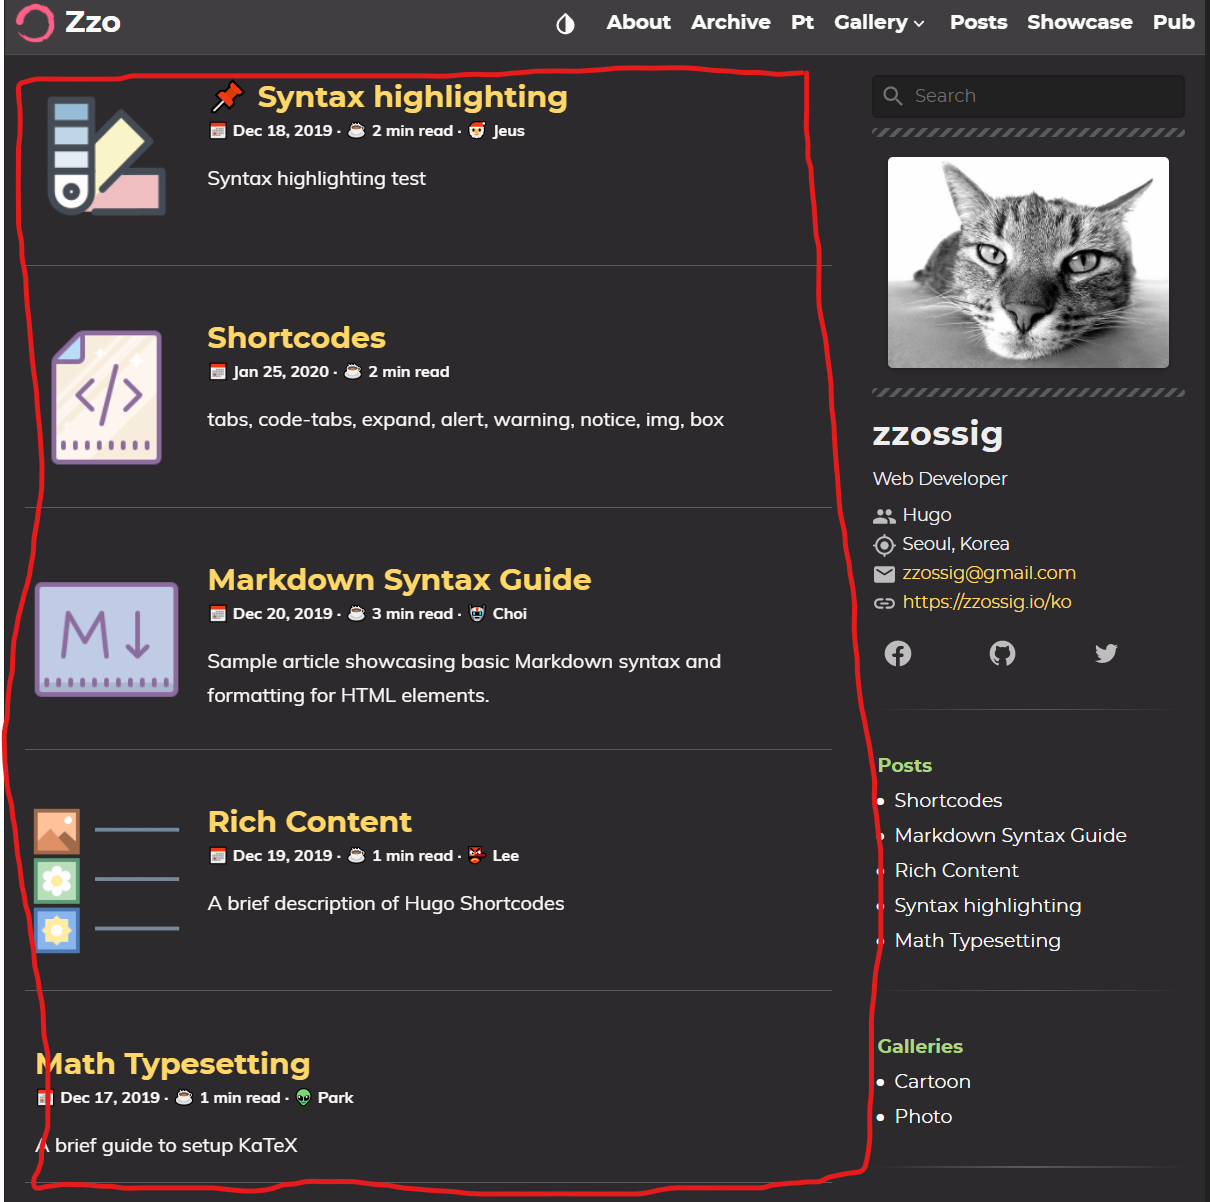 Zzo
About Archive Pt Gallery Posts Showcase Pub
📌 Syntax highlighting
Dec 18, 2019 · ☕ 2 min read · 🎅 Jeus
Syntax highlighting test
Shortcodes
Jan 25, 2020 · ☕ 2 min read
tabs, code-tabs, expand, alert, warning, notice, img, box
M↓
Markdown Syntax Guide
Dec 20, 2019 · ☕ 3 min read · 🤖 Choi
Sample article showcasing basic Markdown syntax and
formatting for HTML elements.
Rich Content
Dec 19, 2019 · ☕ 1 min read · 👺 Lee
A brief description of Hugo Shortcodes
Math Typesetting
Dec 17, 2019 · ☕ 1 min read · 👽 Park
A brief guide to setup KaTeX
Search
zzossig
Web Developer
Hugo
Seoul, Korea
zzossig@gmail.com
https://zzossig.io/ko
Posts
Shortcodes
Markdown Syntax Guide
Rich Content
Syntax highlighting
Math Typesetting
Galleries
Cartoon
Photo